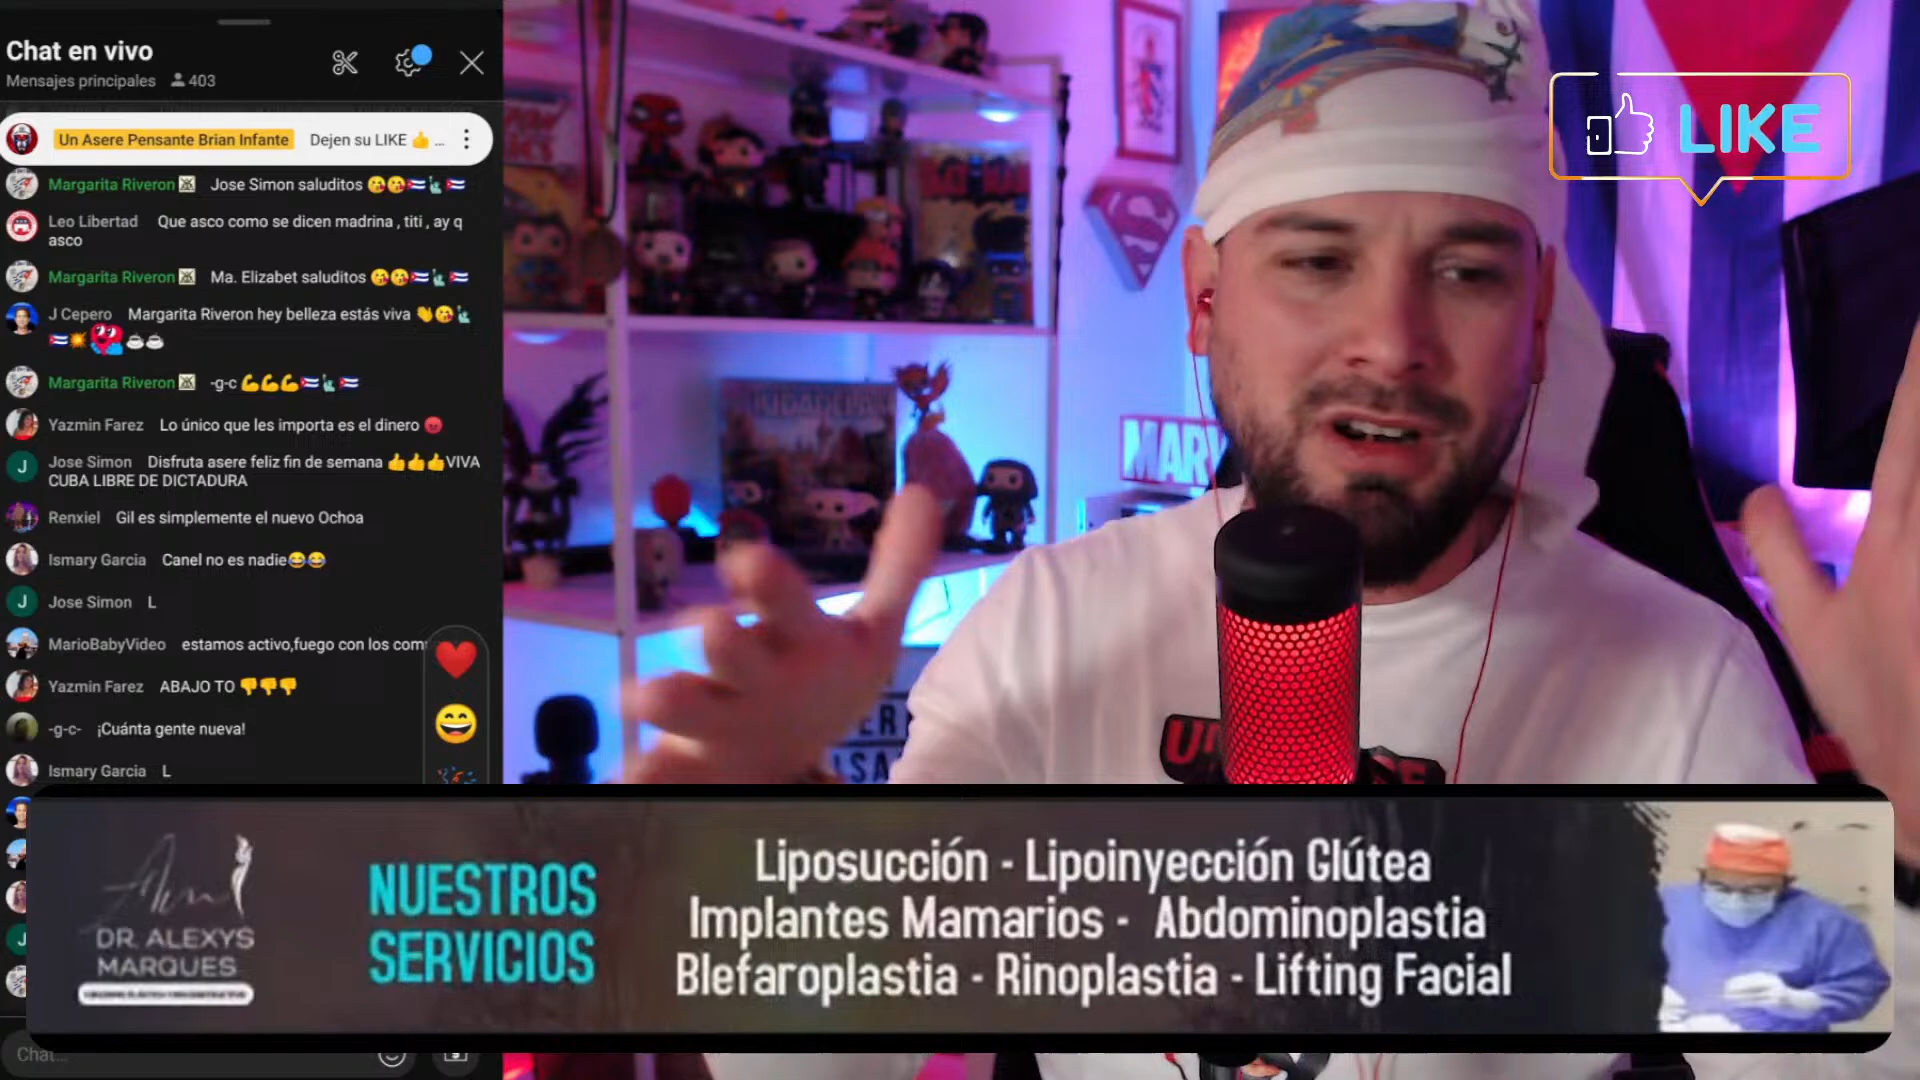 Chat en vivo
Mensajes principales 403
Un Asere Pensante Brian Infante Dejen su LIKE 👍 ...
Margarita Riveron Jose Simon saluditos 😘😘🇨🇺🗽🇨🇺
Leo Libertad Que asco como se dicen madrina , titi , ay q
asco
Margarita Riveron Ma. Elizabet saluditos 😘😘🇨🇺🗽🇨🇺
J Cepero Margarita Riveron hey belleza estás viva 👏😘🗽
🇨🇺💥☕☕
Margarita Riveron -g-c 💪💪💪🇨🇺🗽🇨🇺
Yazmin Farez Lo único que les importa es el dinero 😡
J Jose Simon Disfruta asere feliz fin de semana 👍👍👍VIVA
CUBA LIBRE DE DICTADURA
Renxiel Gil es simplemente el nuevo Ochoa
Ismary Garcia Canel no es nadie😂😂
J Jose Simon L
MarioBabyVideo estamos activo,fuego con los com
Yazmin Farez ABAJO TO 👎👎👎
-g-c- ¡Cuánta gente nueva!
Ismary Garcia L
J
Chat...
LIKE
MARV
DR. ALEXYS
MARQUES
NUESTROS
SERVICIOS
Liposucción - Lipoinyección Glútea
Implantes Mamarios - Abdominoplastia
Blefaroplastia - Rinoplastia - Lifting Facial